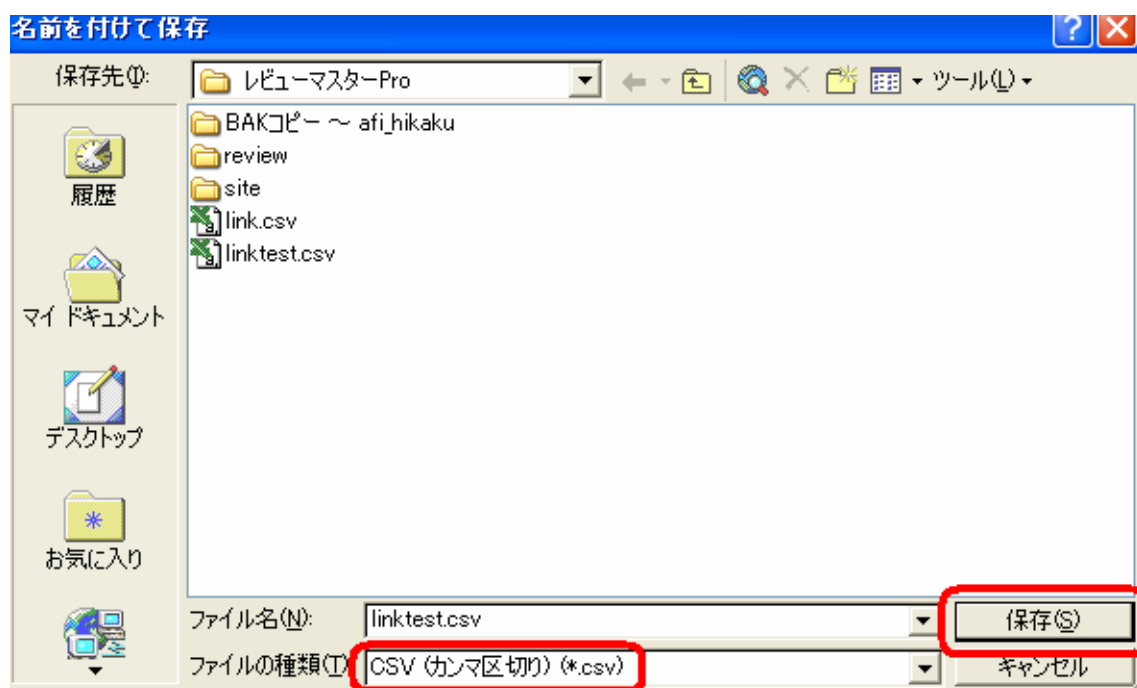 名前を付けて保存
保存先(I):
レビューマスターPro
ツール(L)
BAKコピー ～ afi_hikaku
review
site
link.csv
linktest.csv
履歴
マイ ドキュメント
デスクトップ
お気に入り
ファイル名(N):
linktest.csv
保存(S)
ファイルの種類(T)
CSV (カンマ区切り) (*.csv)
キャンセル